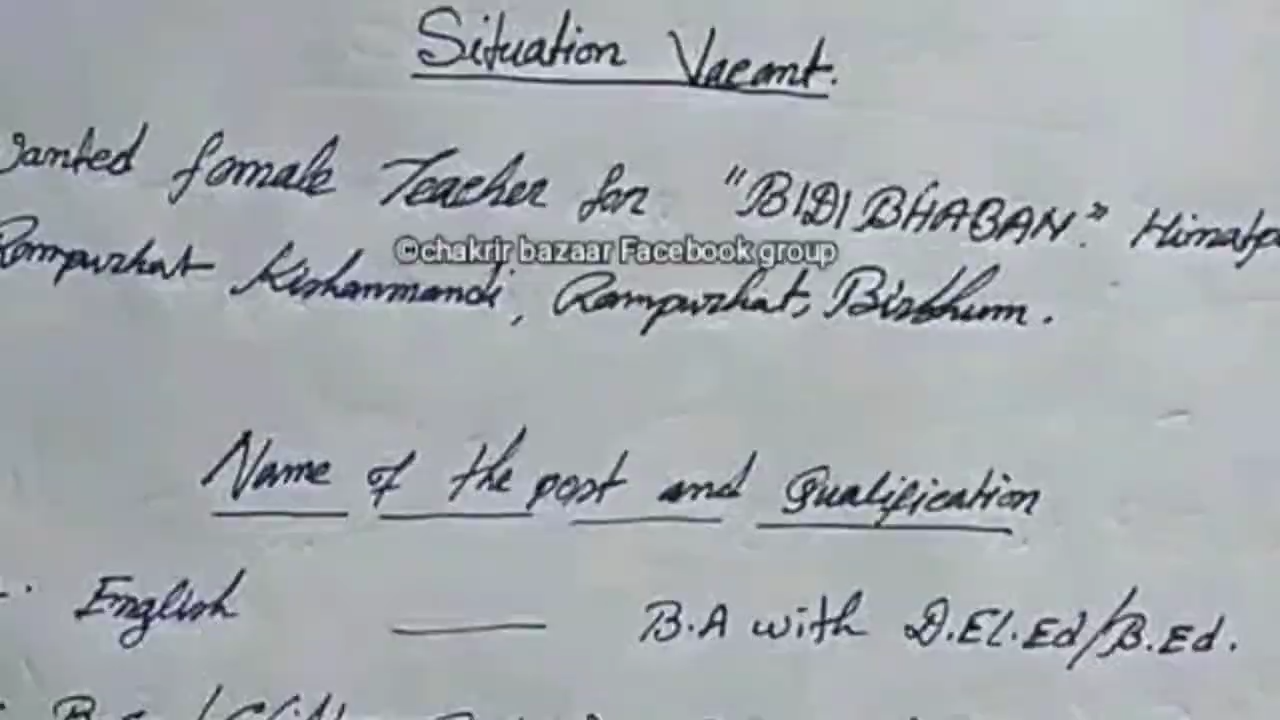 Situation Vacant.
Wanted female Teacher for "BIDI BHABAN." Himatp
©chakrir bazaar Facebook group
Rampurhat Kishanmandi, Rampurhat, Birbhum.
Name of the post and Qualification
English — B.A with D.El.Ed/B.Ed.